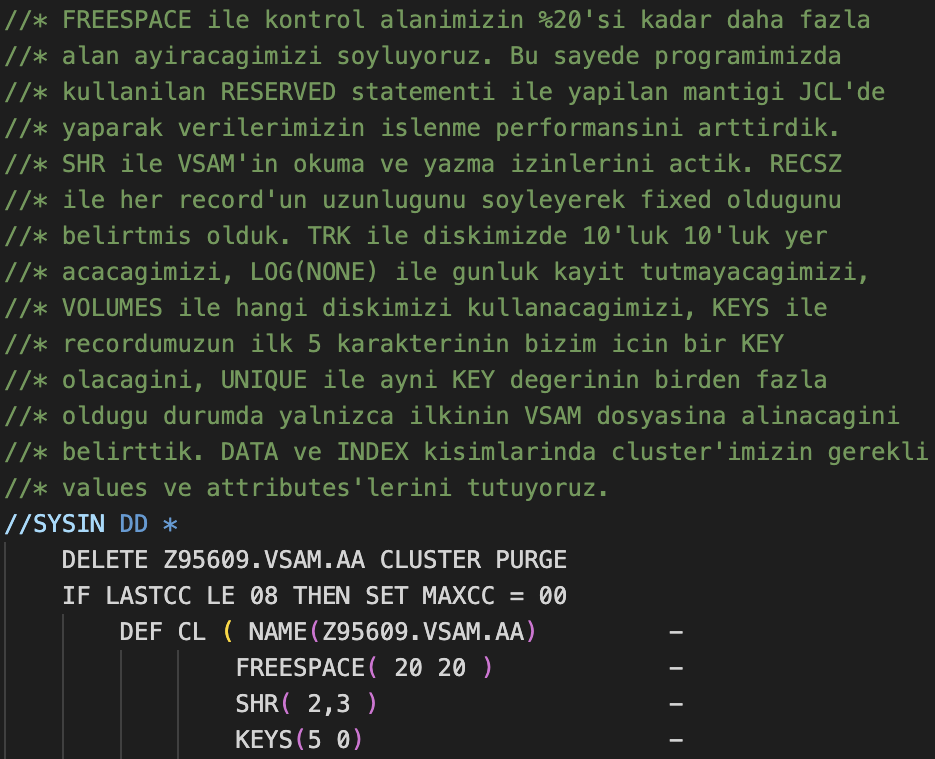 //* FREESPACE ile kontrol alanimizin %20'si kadar daha fazla
//* alan ayiracagimizi soyluyoruz. Bu sayede programimizda
//* kullanilan RESERVED statementi ile yapilan mantigi JCL'de
//* yaparak verilerimizin islenme performansini arttirdik.
//* SHR ile VSAM'in okuma ve yazma izinlerini actik. RECSZ
//* ile her record'un uzunlugunu soyleyerek fixed oldugunu
//* belirtmis olduk. TRK ile diskimizde 10'luk 10'luk yer
//* acacagimizi, LOG(NONE) ile gunluk kayit tutmayacagimizi,
//* VOLUMES ile hangi diskimizi kullanacagimizi, KEYS ile
//* recordumuzun ilk 5 karakterinin bizim icin bir KEY
//* olacagini, UNIQUE ile ayni KEY degerinin birden fazla
//* oldugu durumda yalnizca ilkinin VSAM dosyasina alinacagini
//* belirttik. DATA ve INDEX kisimlarinda cluster'imizin gerekli
//* values ve attributes'lerini tutuyoruz.
//SYSIN DD *
    DELETE Z95609.VSAM.AA CLUSTER PURGE
    IF LASTCC LE 08 THEN SET MAXCC = 00
        DEF CL ( NAME(Z95609.VSAM.AA)         -
                FREESPACE( 20 20 )            -
                SHR( 2,3 )                    -
                KEYS(5 0)                     -